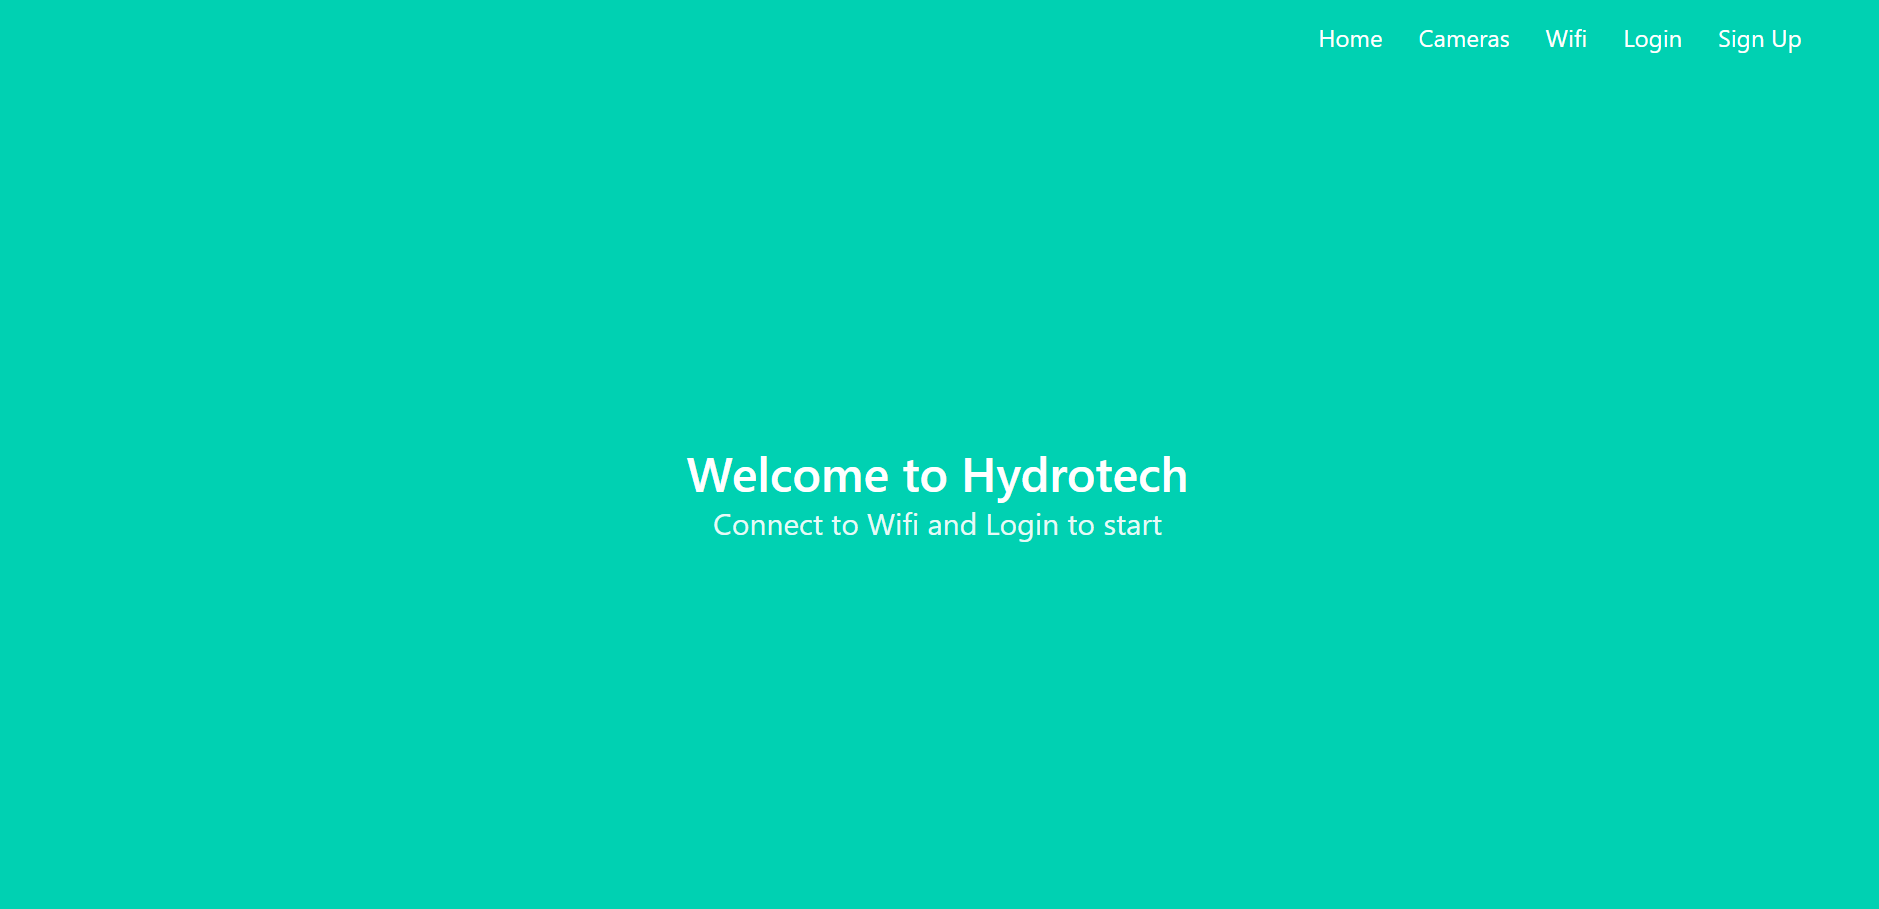 Home Cameras Wifi Login Sign Up
Welcome to Hydrotech
Connect to Wifi and Login to start